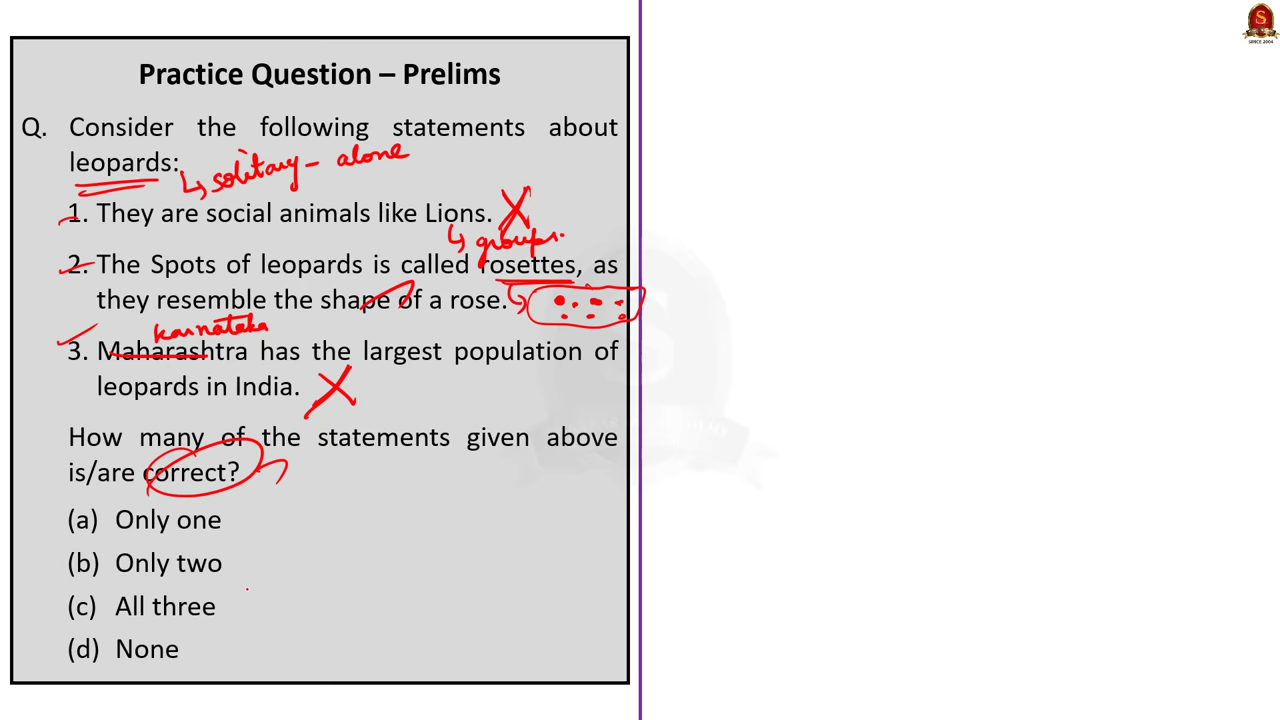 S
SINCE 2004
Practice Question – Prelims
Q. Consider the following statements about
leopards:
↳ solitary – alone
1. They are social animals like Lions.
↳ groups.
2. The Spots of leopards is called rosettes, as
they resemble the shape of a rose.
Karnataka
3. Maharashtra has the largest population of
leopards in India.
How many of the statements given above
is/are correct?
(a) Only one
(b) Only two
(c) All three
(d) None